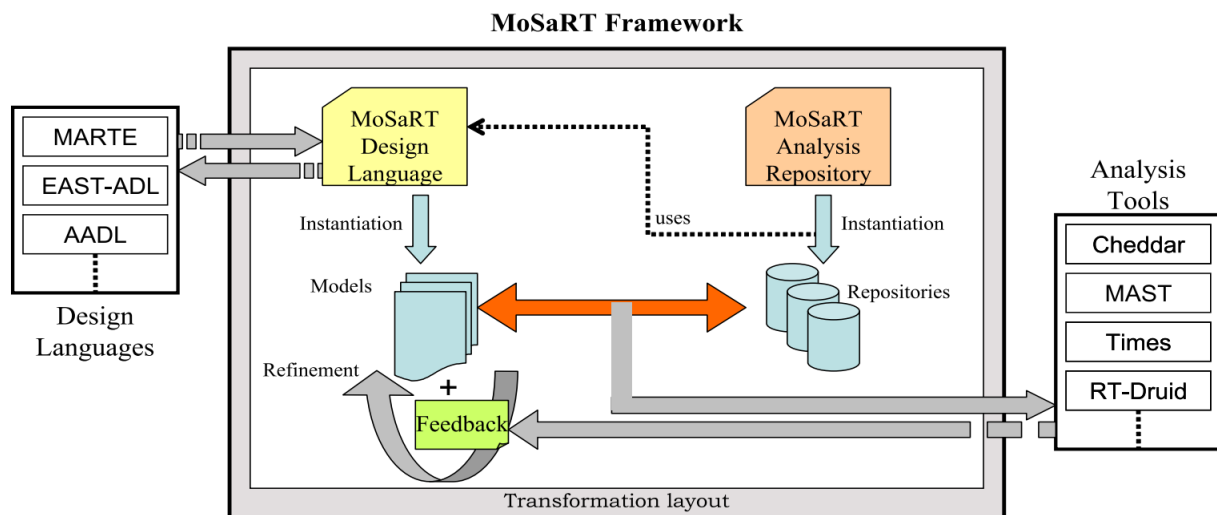 MoSaRT Framework
MARTE
EAST-ADL
AADL
Design
Languages
MoSaRT
Design
Language
MoSaRT
Analysis
Repository
uses
Instantiation
Instantiation
Models
Repositories
Refinement
+
Feedback
Transformation layout
Analysis
Tools
Cheddar
MAST
Times
RT-Druid